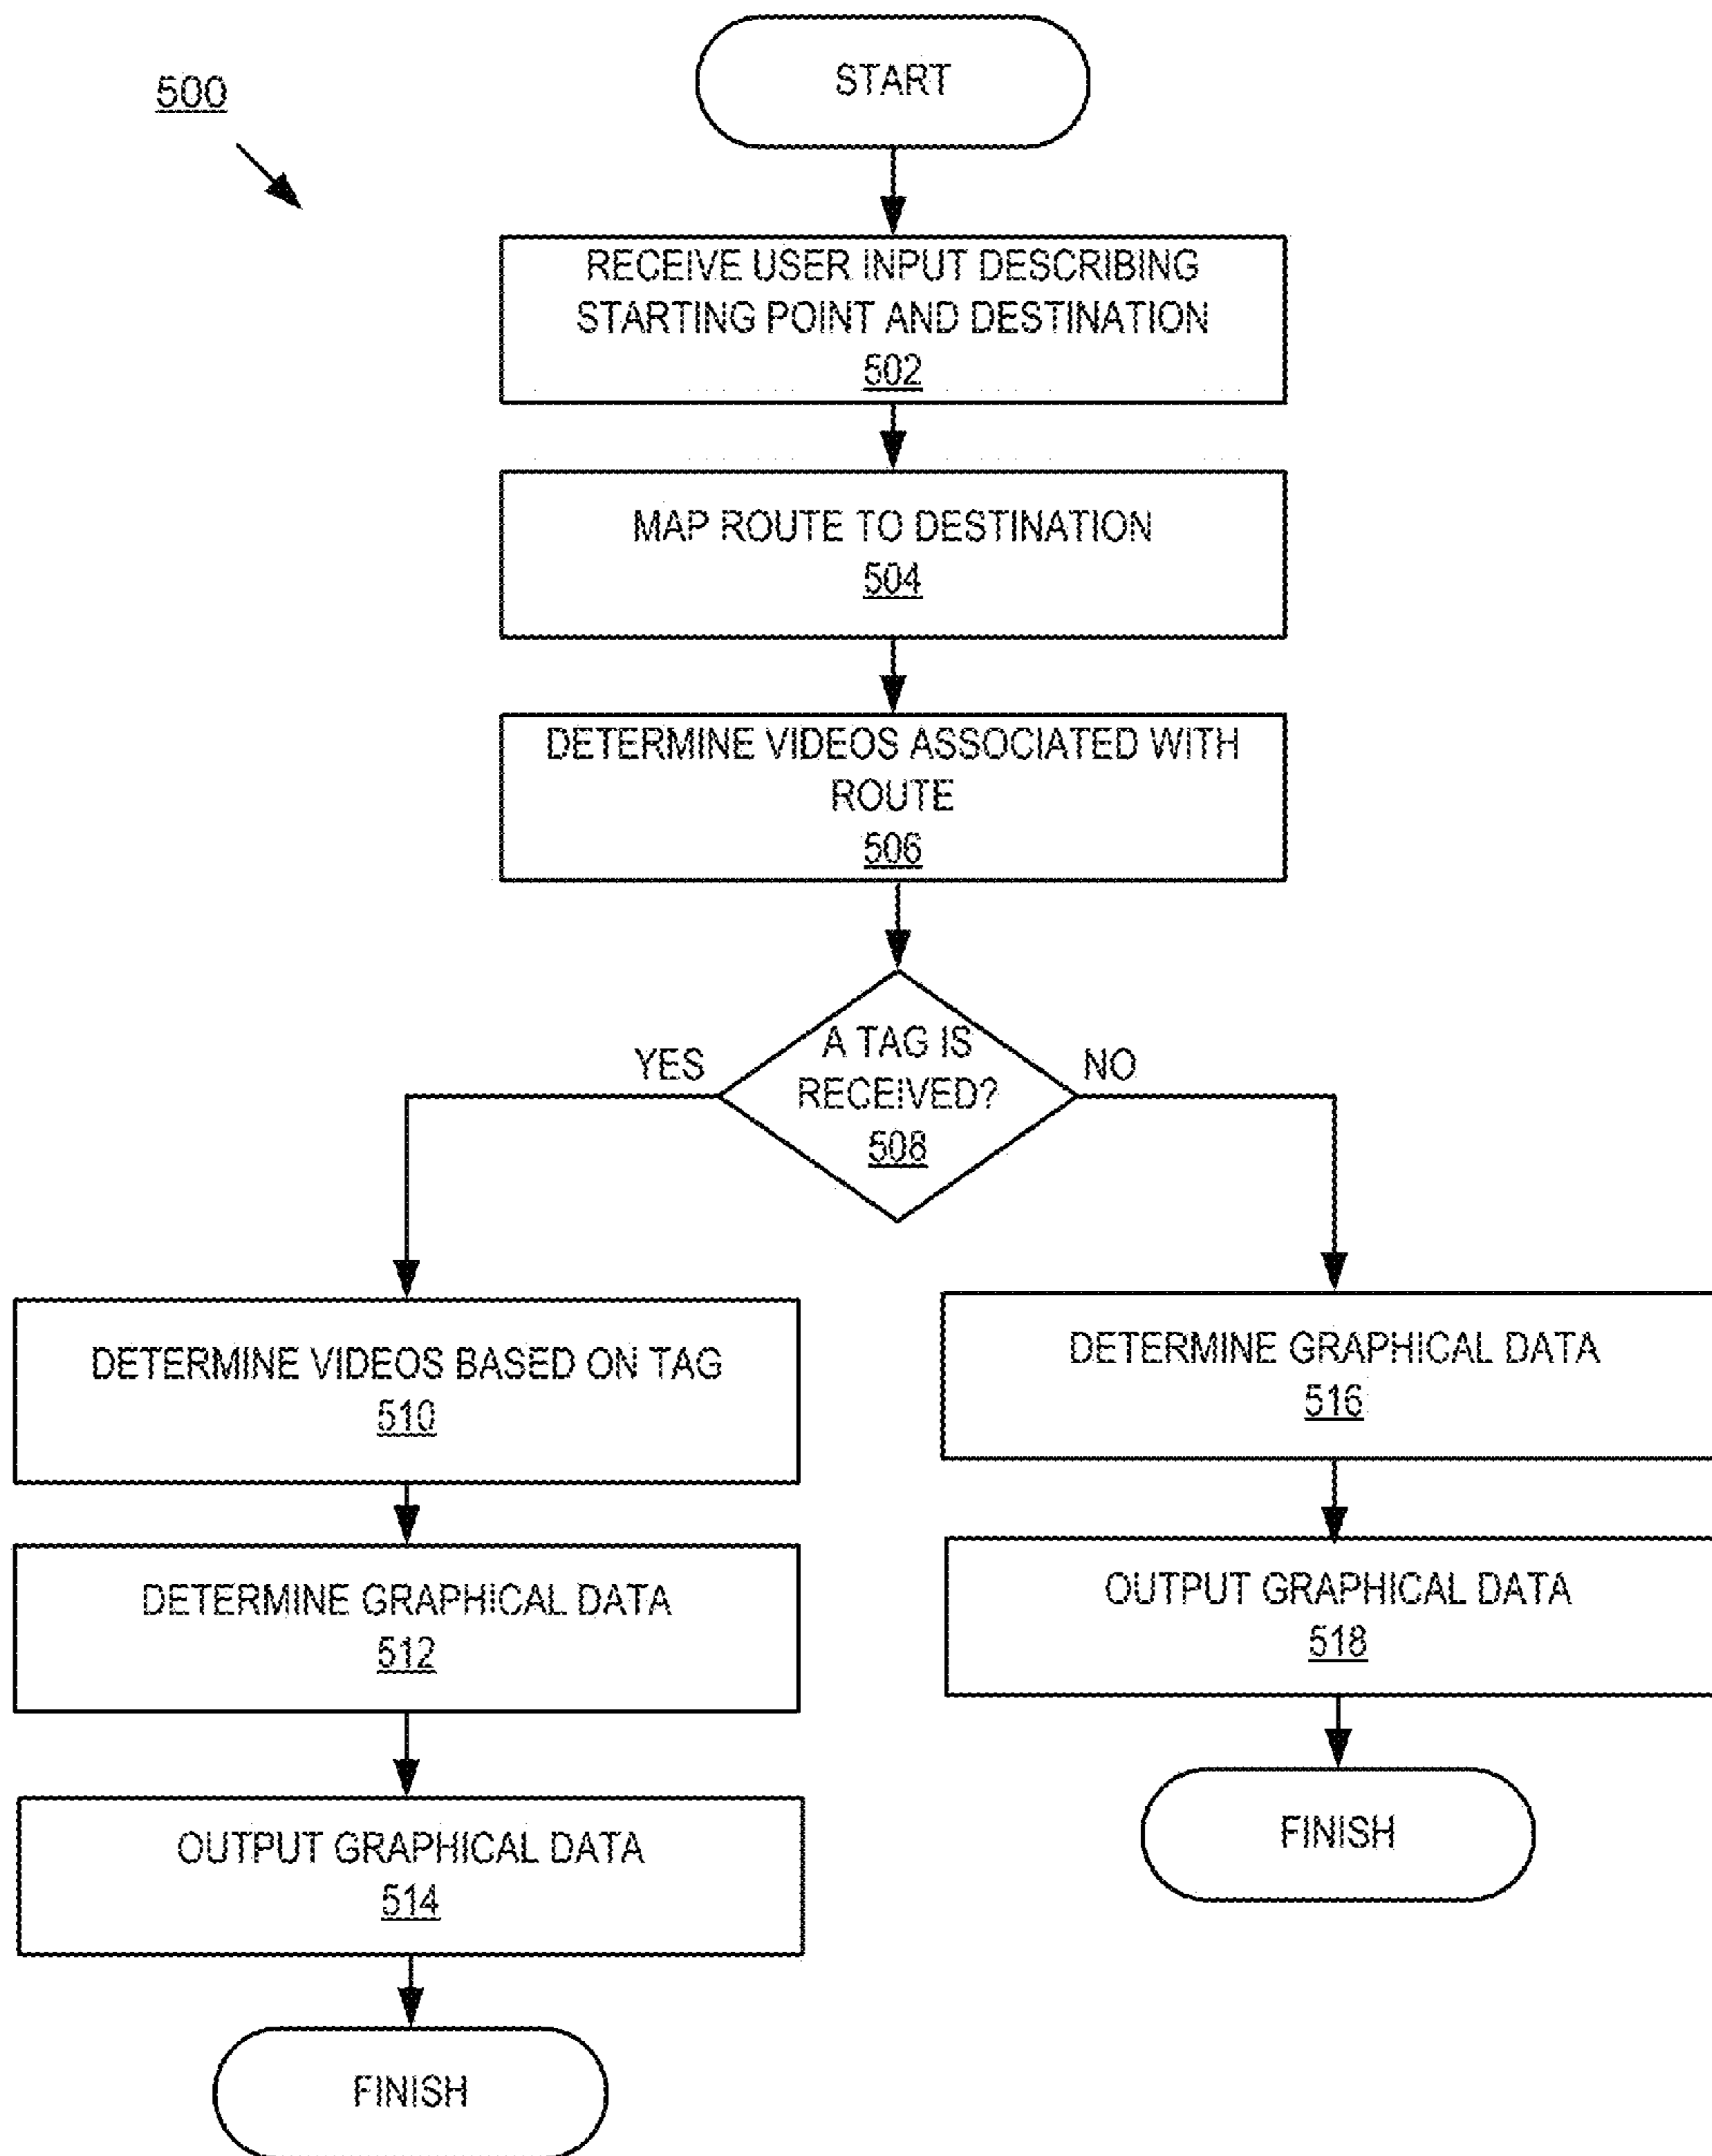 500
START
RECEIVE USER INPUT DESCRIBING
STARTING POINT AND DESTINATION
502
MAP ROUTE TO DESTINATION
504
DETERMINE VIDEOS ASSOCIATED WITH
ROUTE
506
A TAG IS
RECEIVED?
508
YES
NO
DETERMINE VIDEOS BASED ON TAG
510
DETERMINE GRAPHICAL DATA
512
OUTPUT GRAPHICAL DATA
514
FINISH
DETERMINE GRAPHICAL DATA
516
OUTPUT GRAPHICAL DATA
518
FINISH